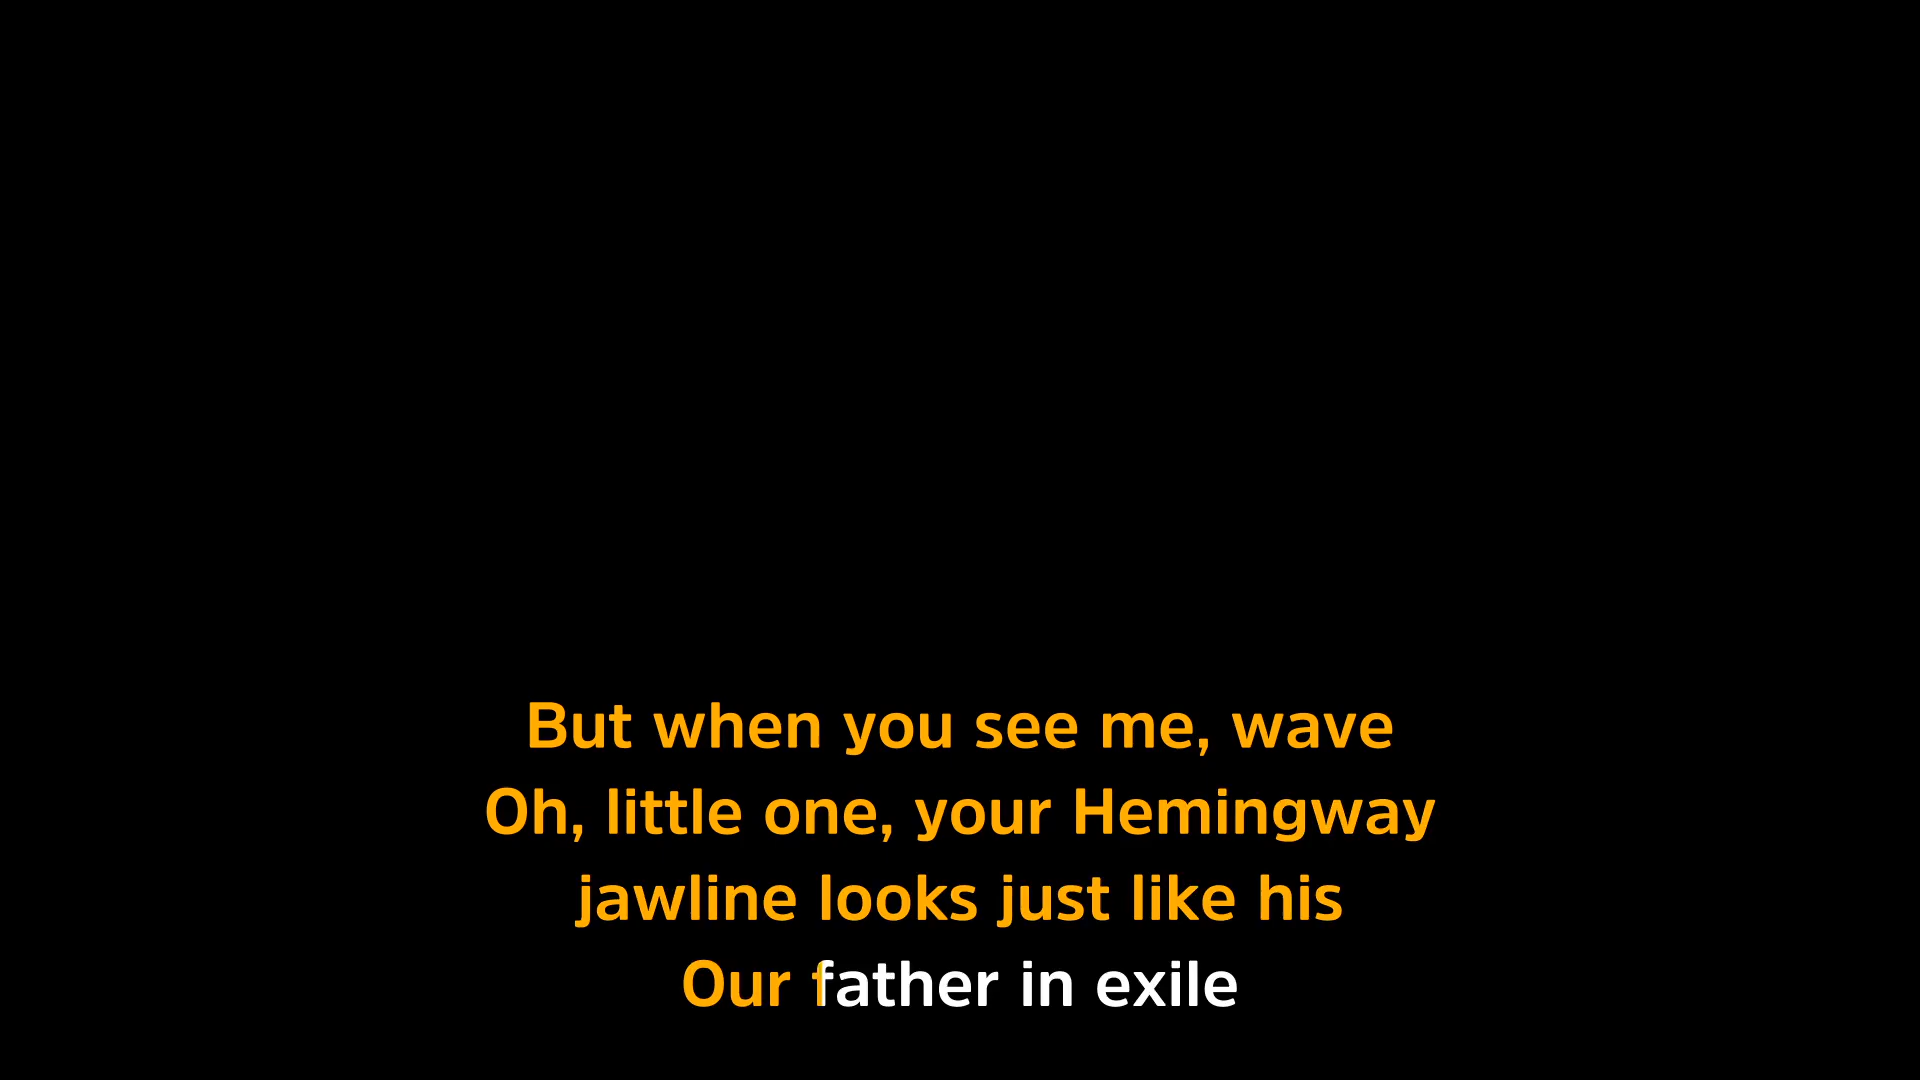 But when you see me, wave
Oh, little one, your Hemingway
jawline looks just like his
Our father in exile